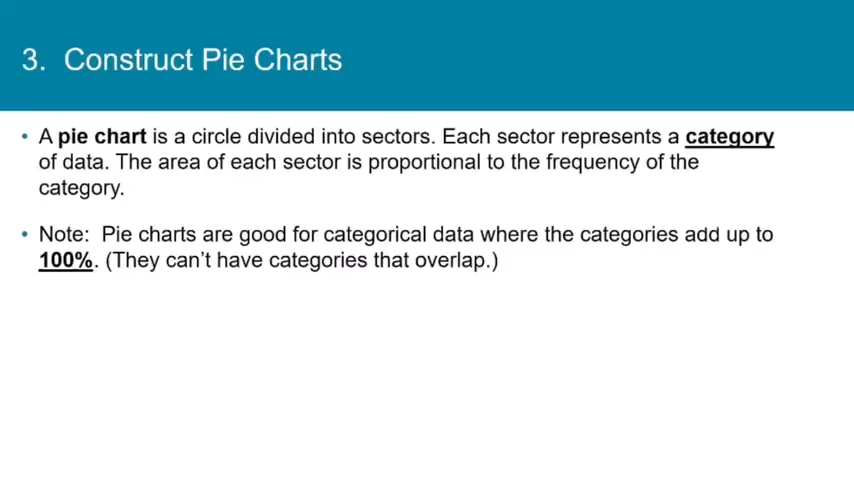 3. Construct Pie Charts
• A pie chart is a circle divided into sectors. Each sector represents a category
of data. The area of each sector is proportional to the frequency of the
category.
• Note: Pie charts are good for categorical data where the categories add up to
100%. (They can’t have categories that overlap.)